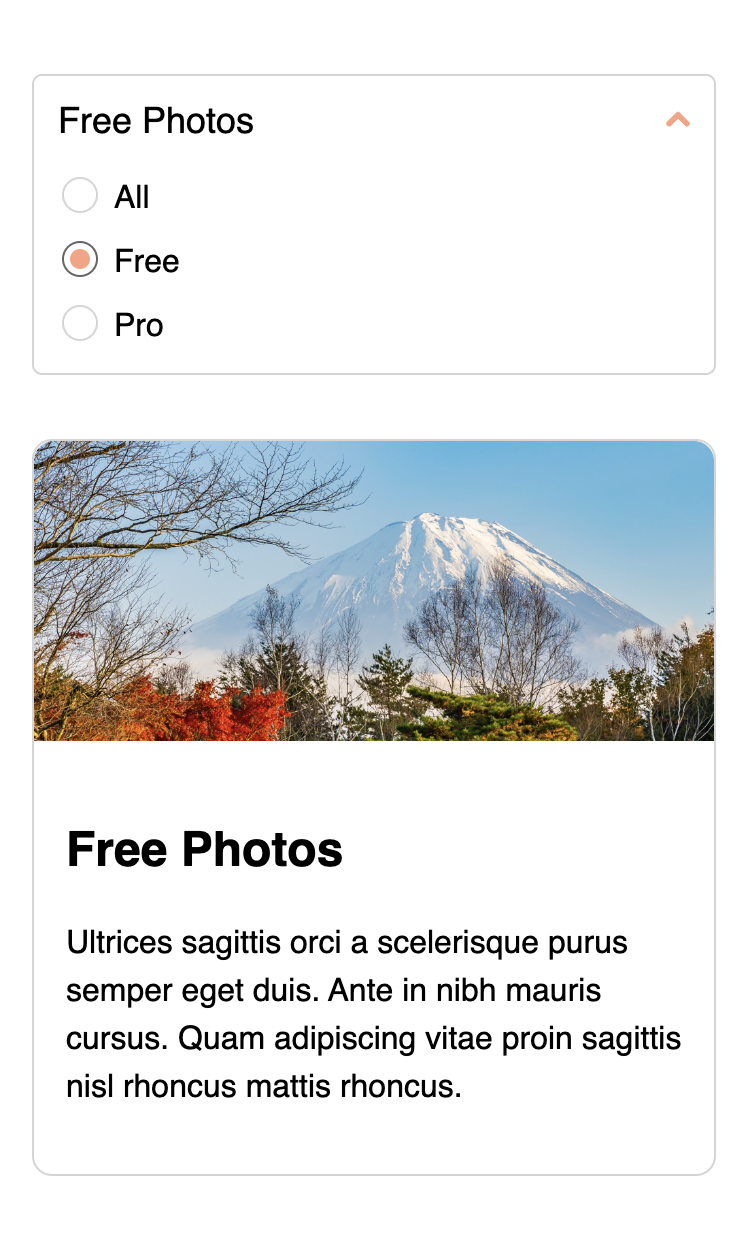 Free Photos
All
Free
Pro
Free Photos
Ultrices sagittis orci a scelerisque purus
semper eget duis. Ante in nibh mauris
cursus. Quam adipiscing vitae proin sagittis
nisl rhoncus mattis rhoncus.